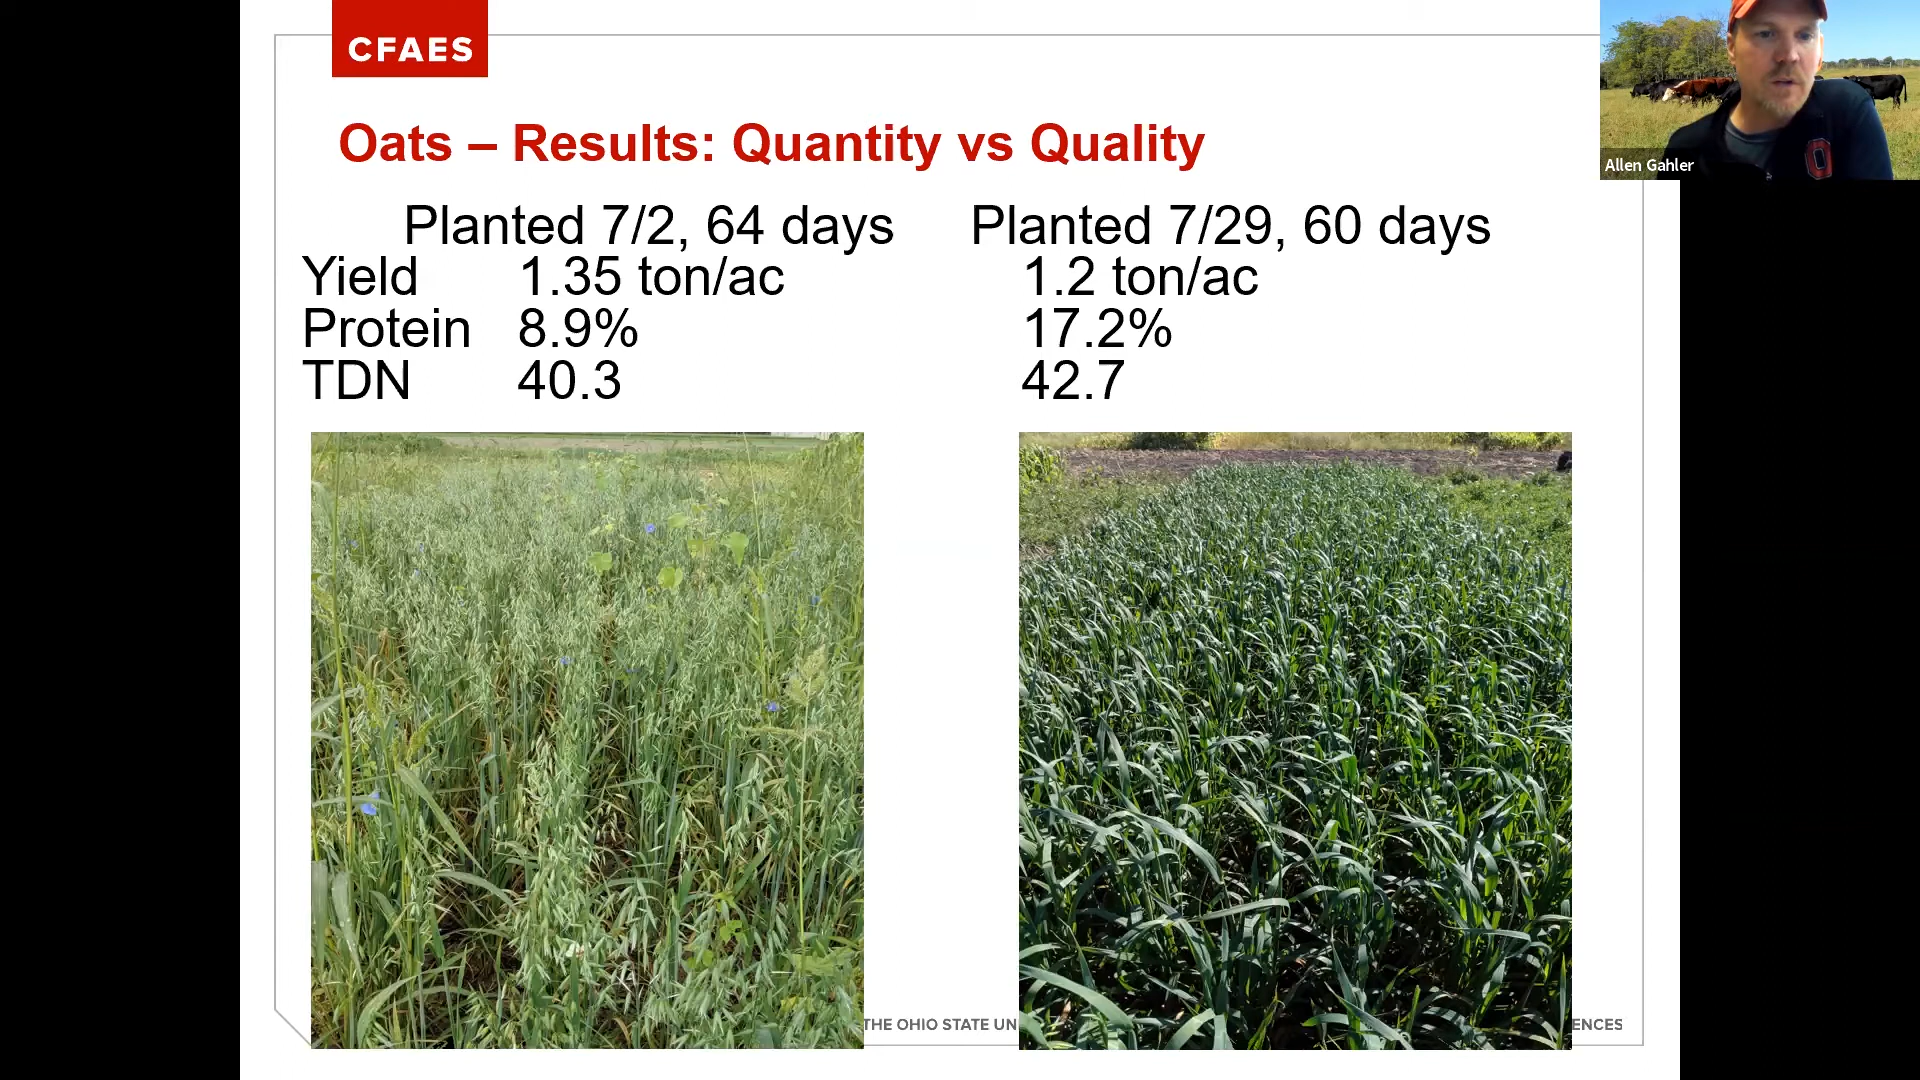 CFAES
Oats – Results: Quantity vs Quality
Planted 7/2, 64 days Planted 7/29, 60 days
Yield 1.35 ton/ac 1.2 ton/ac
Protein 8.9% 17.2%
TDN 40.3 42.7
Allen Gahler
THE OHIO STATE UN
ENCES